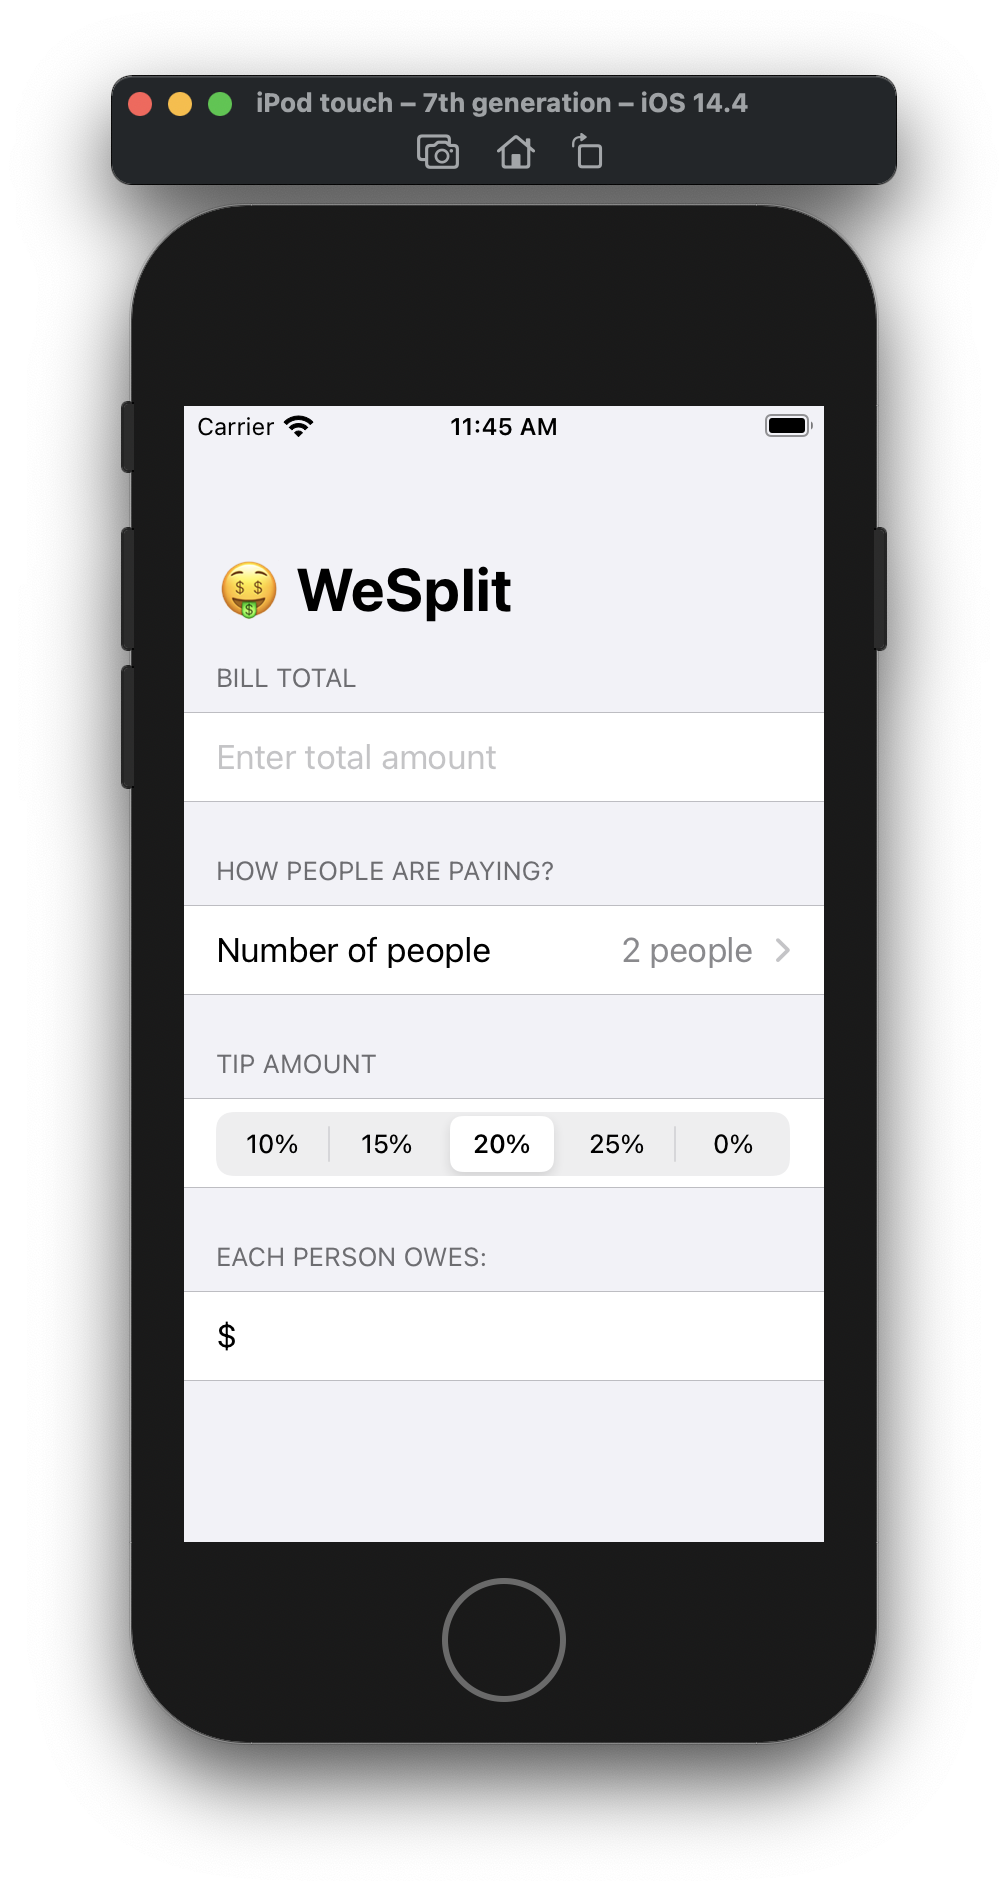 iPod touch – 7th generation – iOS 14.4
Carrier 11:45 AM
🤑 WeSplit
BILL TOTAL
Enter total amount
HOW PEOPLE ARE PAYING?
Number of people 2 people
TIP AMOUNT
10% 15% 20% 25% 0%
EACH PERSON OWES:
$